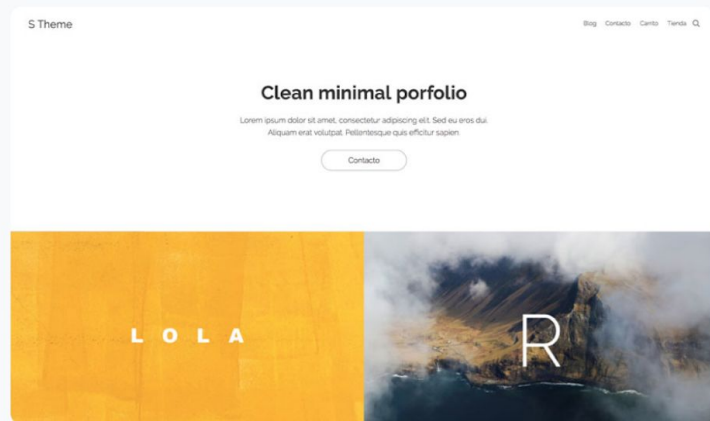 S Theme
Blog Contacto Carrito Tienda
Clean minimal porfolio
Lorem ipsum dolor sit amet, consectetur adipiscing elit. Sed eu eros dui.
Aliquam erat volutpat. Pellentesque quis efficitur sapien
Contacto
LOLA
R